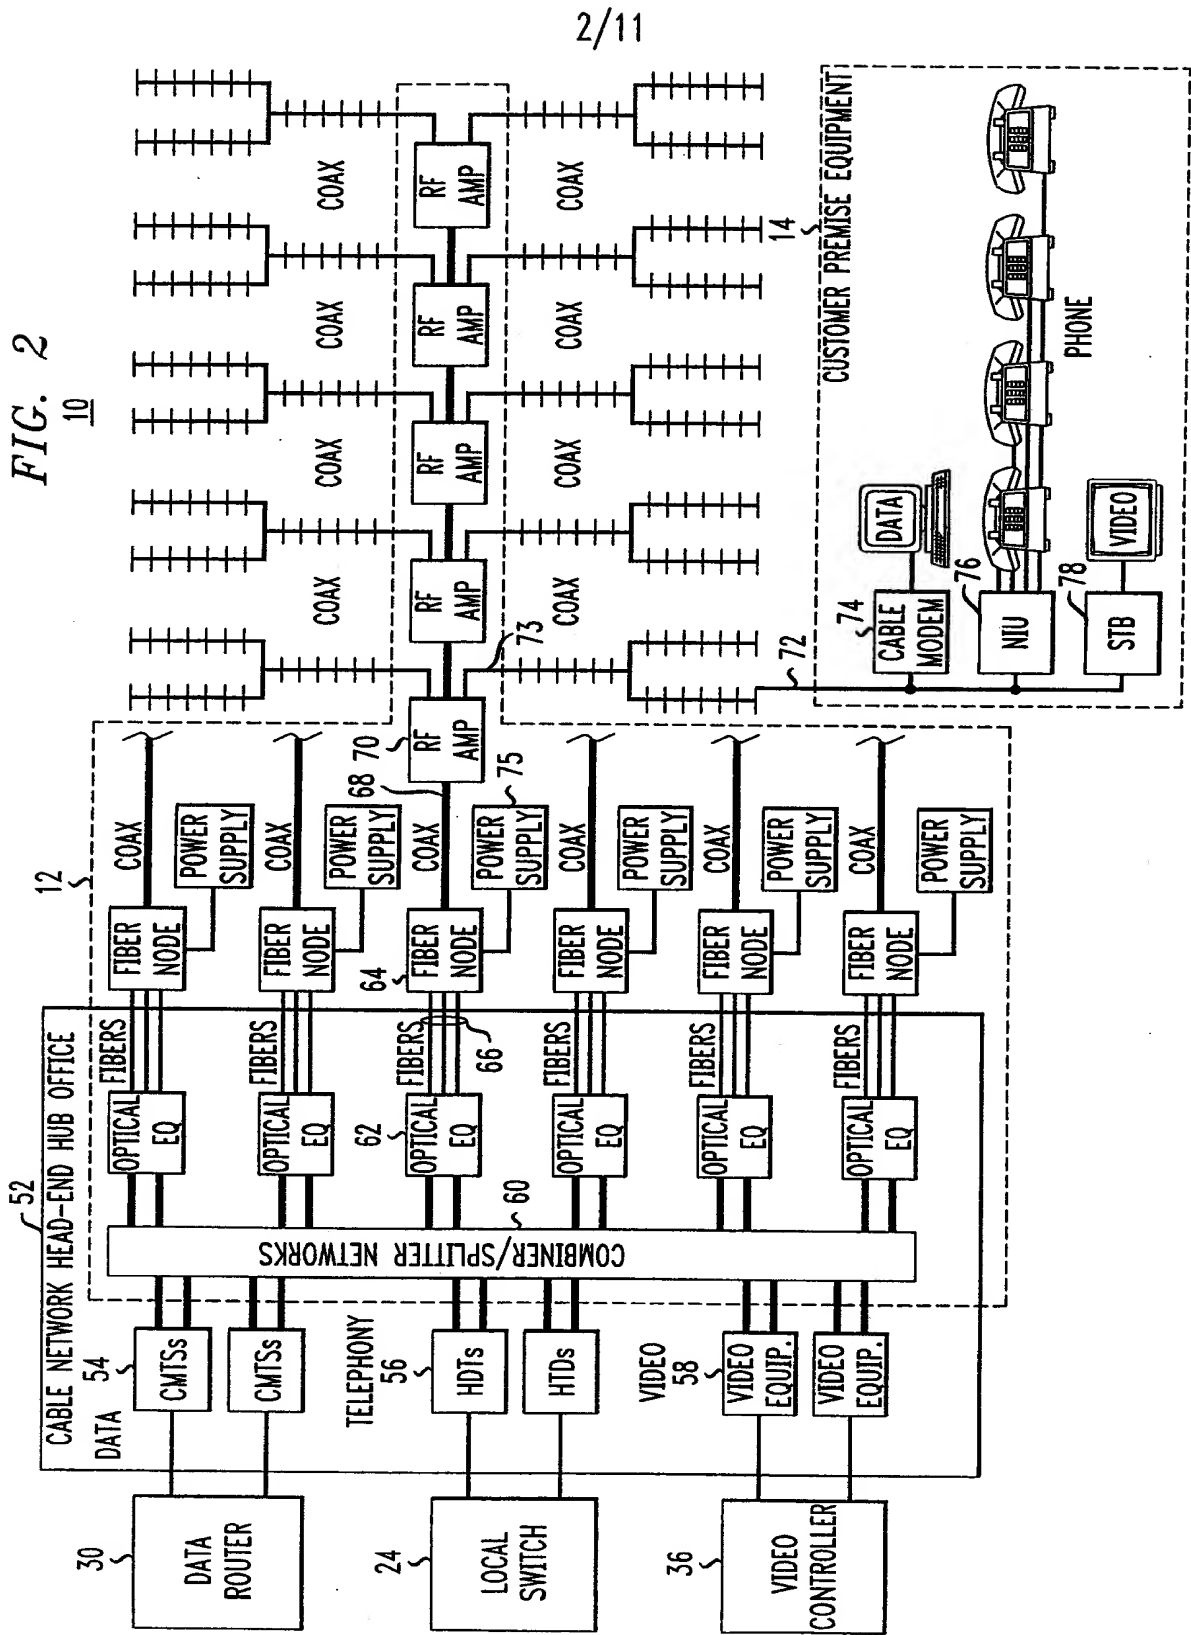 2/11
FIG. 2
10
52
CABLE NETWORK HEAD-END HUB OFFICE
12
30
DATA
ROUTER
DATA
54
CMTSs
CMTSs
24
LOCAL
SWITCH
TELEPHONY
56
HDTs
HTDs
36
VIDEO
CONTROLLER
VIDEO
58
VIDEO
EQUIP.
VIDEO
EQUIP.
COMBINER/SPLITTER NETWORKS
60
OPTICAL
EQ
FIBERS
FIBER
NODE
COAX
POWER
SUPPLY
OPTICAL
EQ
FIBERS
FIBER
NODE
COAX
POWER
SUPPLY
62
OPTICAL
EQ
FIBERS
66
64
FIBER
NODE
COAX
68
POWER
SUPPLY
75
OPTICAL
EQ
FIBERS
FIBER
NODE
COAX
POWER
SUPPLY
OPTICAL
EQ
FIBERS
FIBER
NODE
COAX
POWER
SUPPLY
OPTICAL
EQ
FIBERS
FIBER
NODE
COAX
POWER
SUPPLY
COAX
COAX
COAX
COAX
70
RF
AMP
RF
AMP
RF
AMP
RF
AMP
RF
AMP
73
COAX
COAX
COAX
COAX
72
14
CUSTOMER PREMISE EQUIPMENT
74
CABLE
MODEM
DATA
76
NIU
PHONE
78
STB
VIDEO